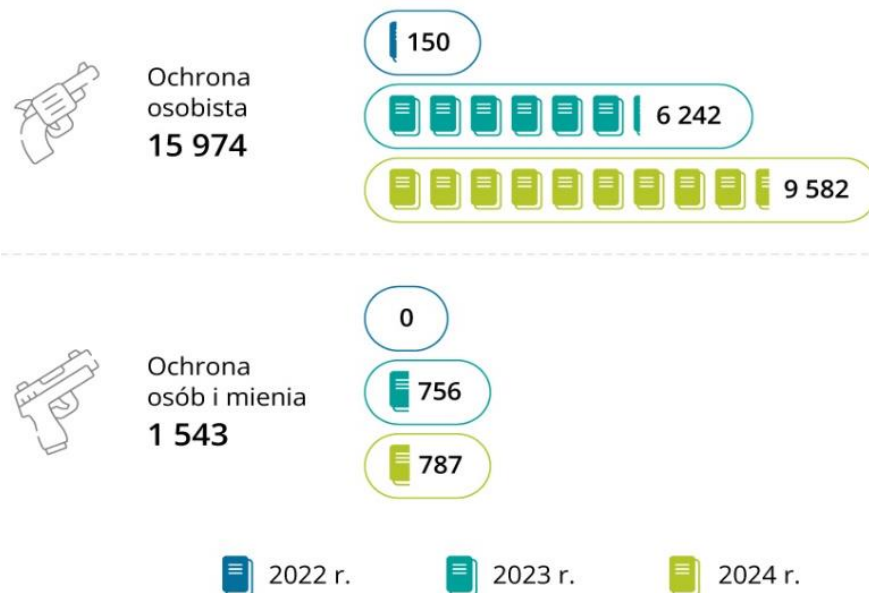 Ochrona
osobista
15 974
150
6 242
9 582
Ochrona
osób i mienia
1 543
0
756
787
2022 r.
2023 r.
2024 r.